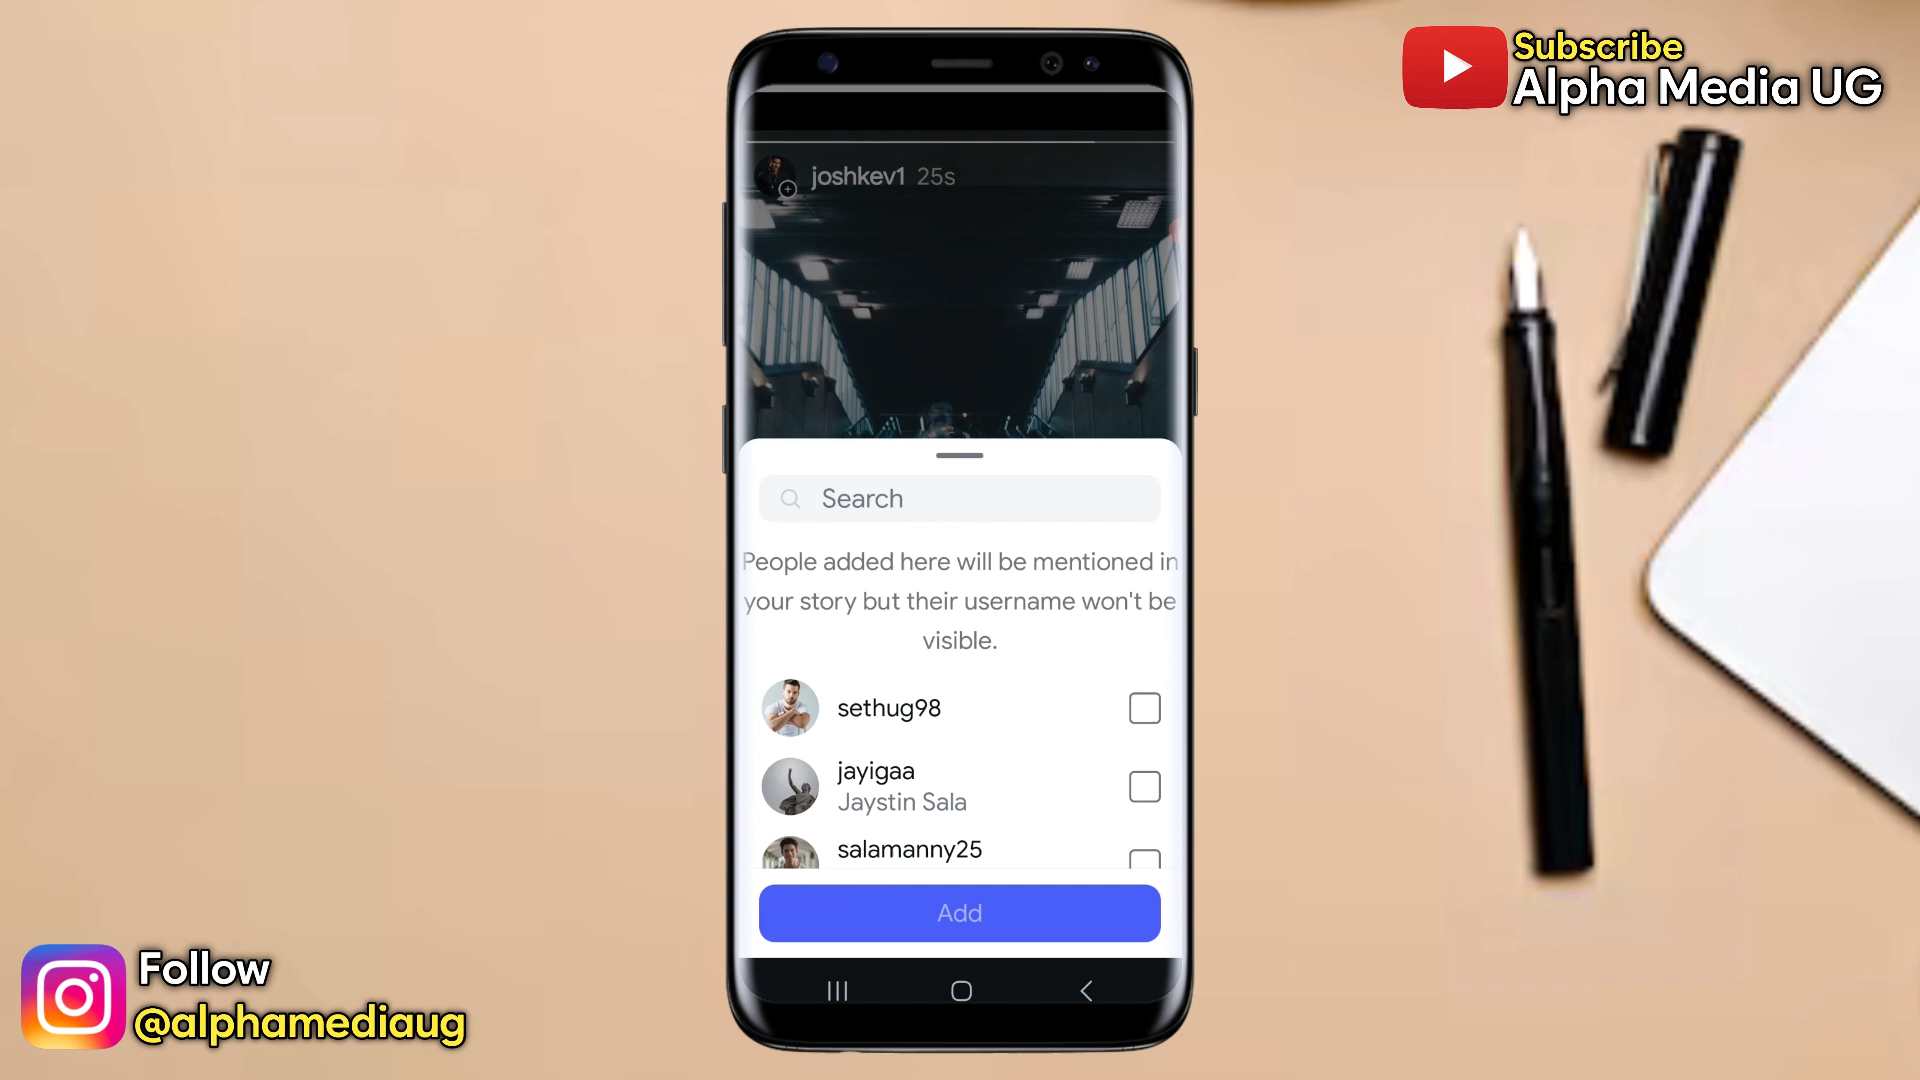 Subscribe
Alpha Media UG
joshkev1 25s
Search
People added here will be mentioned in
your story but their username won't be
visible.
sethug98
jayigaa
Jaystin Sala
salamanny25
Add
Follow
@alphamediaug